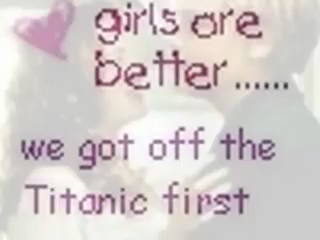 girls are
better......
we got off the
Titanic first